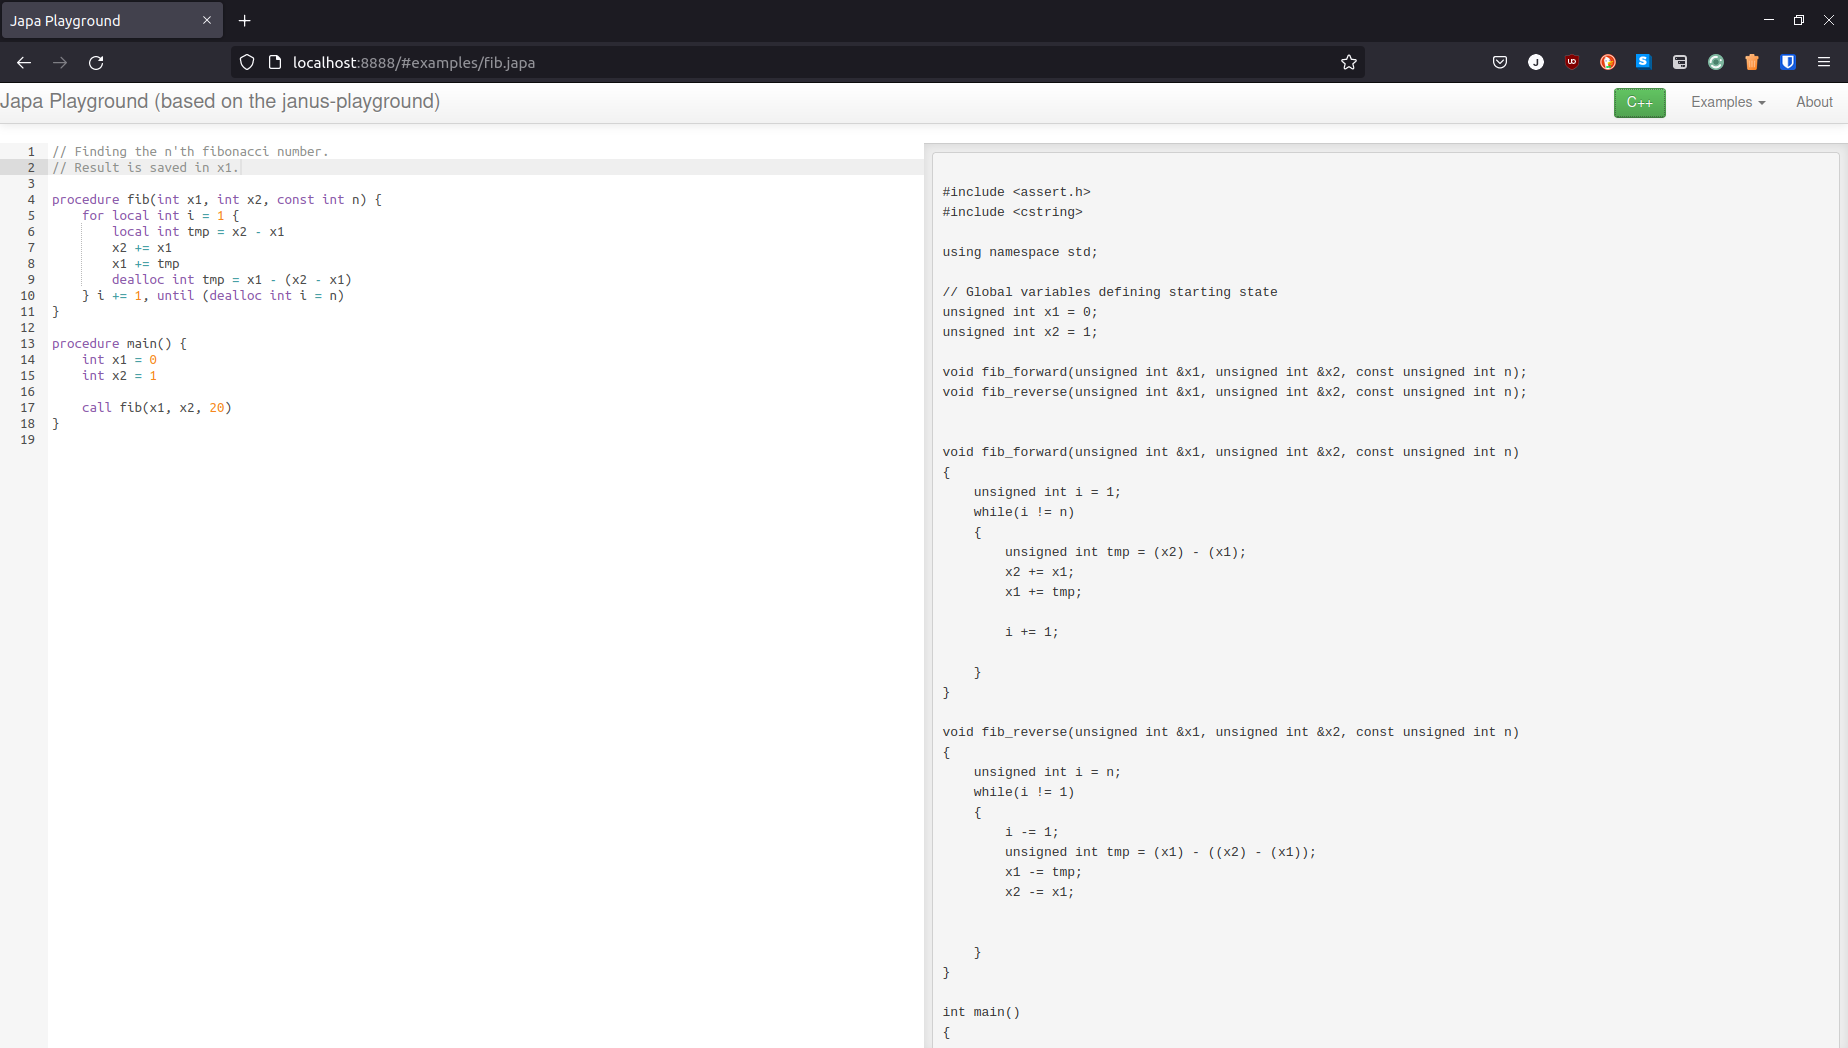 Japa Playground
localhost:8888/#examples/fib.japa
Japa Playground (based on the janus-playground)
C++
Examples
About
1 // Finding the n'th fibonacci number.
2 // Result is saved in x1.
3
4 procedure fib(int x1, int x2, const int n) {
5     for local int i = 1 {
6         local int tmp = x2 - x1
7         x2 += x1
8         x1 += tmp
9         dealloc int tmp = x1 - (x2 - x1)
10     } i += 1, until (dealloc int i = n)
11 }
12
13 procedure main() {
14     int x1 = 0
15     int x2 = 1
16
17     call fib(x1, x2, 20)
18 }
19
#include <assert.h>
#include <cstring>
using namespace std;
// Global variables defining starting state
unsigned int x1 = 0;
unsigned int x2 = 1;
void fib_forward(unsigned int &x1, unsigned int &x2, const unsigned int n);
void fib_reverse(unsigned int &x1, unsigned int &x2, const unsigned int n);
void fib_forward(unsigned int &x1, unsigned int &x2, const unsigned int n)
{
    unsigned int i = 1;
    while(i != n)
    {
        unsigned int tmp = (x2) - (x1);
        x2 += x1;
        x1 += tmp;
        i += 1;
    }
}
void fib_reverse(unsigned int &x1, unsigned int &x2, const unsigned int n)
{
    unsigned int i = n;
    while(i != 1)
    {
        i -= 1;
        unsigned int tmp = (x1) - ((x2) - (x1));
        x1 -= tmp;
        x2 -= x1;
    }
}
int main()
{